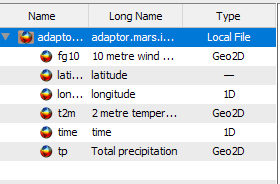 Name Long Name Type
adapto... adaptor.mars.i... Local File
fg10 10 metre wind ... Geo2D
lati... latitude —
lon... longitude 1D
t2m 2 metre temper... Geo2D
time time 1D
tp Total precipitation Geo2D